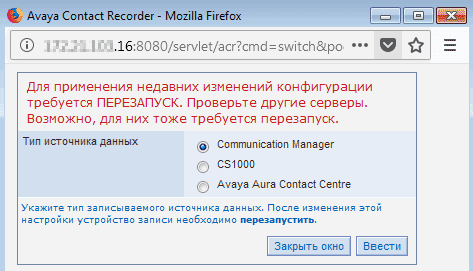 Avaya Contact Recorder - Mozilla Firefox
.16:8080/servlet/acr?cmd=switch&po
Для применения недавних изменений конфигурации
требуется ПЕРЕЗАПУСК. Проверьте другие серверы.
Возможно, для них тоже требуется перезапуск.
Тип источника данных
Communication Manager
CS1000
Avaya Aura Contact Centre
Укажите тип записываемого источника данных. После изменения этой
настройки устройство записи необходимо перезапустить.
Закрыть окно Ввести